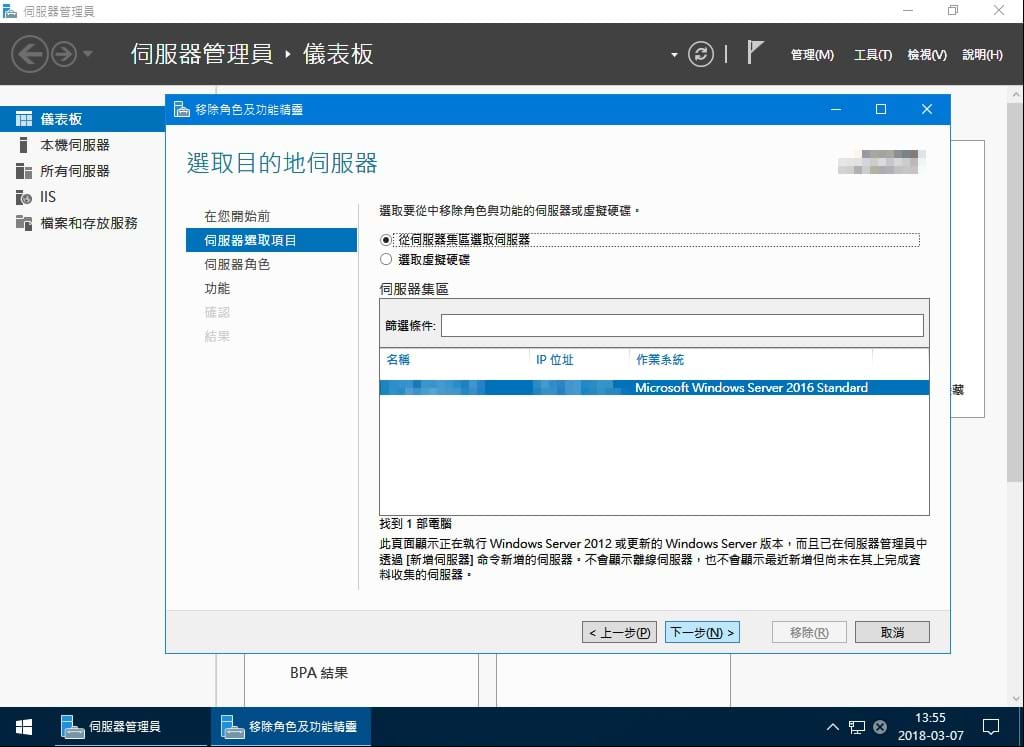 伺服器管理員
伺服器管理員 ‣ 儀表板
管理(M) 工具(T) 檢視(V) 說明(H)
儀表板
本機伺服器
所有伺服器
IIS
檔案和存放服務
移除角色及功能精靈
選取目的地伺服器
在您開始前
伺服器選取項目
伺服器角色
功能
確認
結果
選取要從中移除角色與功能的伺服器或虛擬硬碟。
從伺服器集區選取伺服器
選取虛擬硬碟
伺服器集區
篩選條件:
名稱 IP 位址 作業系統
Microsoft Windows Server 2016 Standard
找到 1 部電腦
此頁面顯示正在執行 Windows Server 2012 或更新的 Windows Server 版本，而且已在伺服器管理員中
透過 [新增伺服器] 命令新增的伺服器。不會顯示離線伺服器，也不會顯示最近新增但尚未在其上完成資
料收集的伺服器。
< 上一步(P) 下一步(N) > 移除(R) 取消
藏
BPA 結果
伺服器管理員
移除角色及功能精靈
13:55
2018-03-07